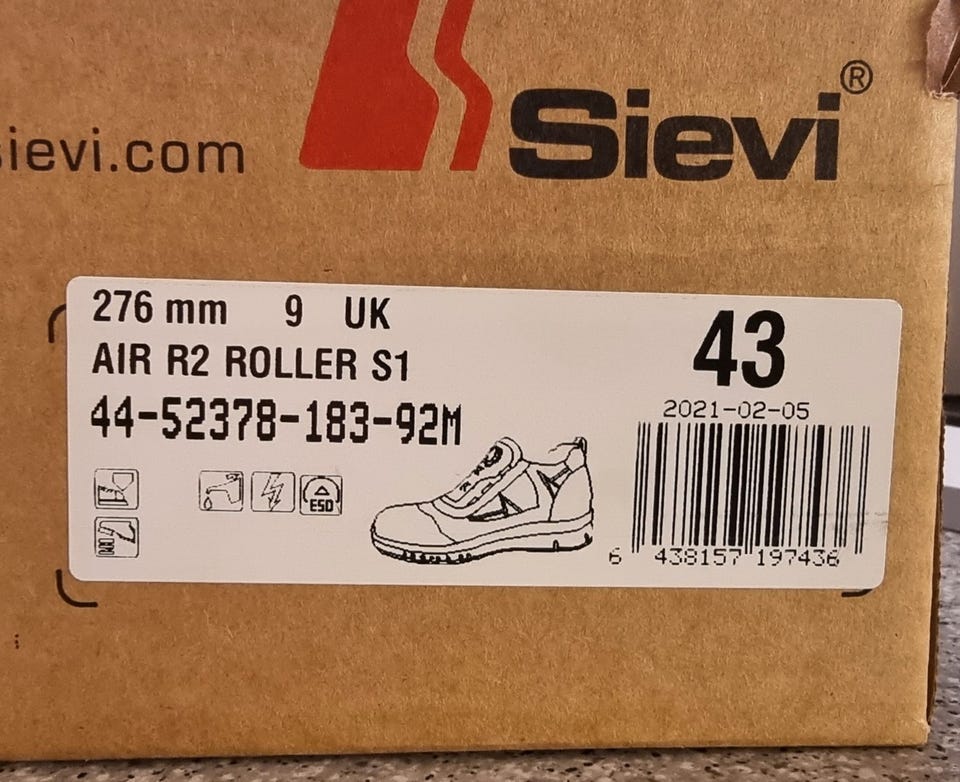 sievi.com
Sievi®
276 mm 9 UK
AIR R2 ROLLER S1
44-52378-183-92M
ESD
43
2021-02-05
6 438157 197436